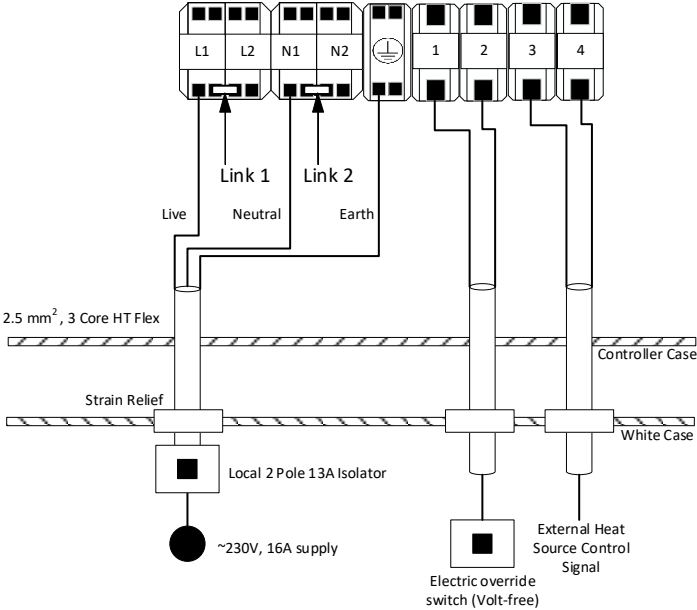 L1 L2 N1 N2 1 2 3 4
Link 1 Link 2
Live Neutral Earth
2.5 mm², 3 Core HT Flex
Controller Case
Strain Relief
White Case
Local 2 Pole 13A Isolator
~230V, 16A supply
External Heat
Source Control
Signal
Electric override
switch (Volt-free)